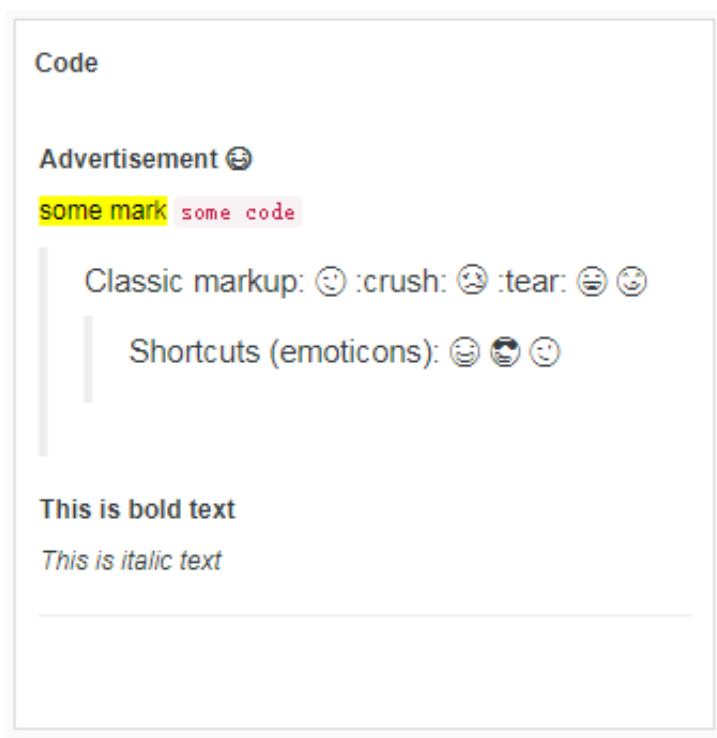 Code
Advertisement 😃
some mark some code
Classic markup: 😉 :crush: 😢 :tear: 😆 😋
Shortcuts (emoticons): 😃 😎 😉
This is bold text
This is italic text